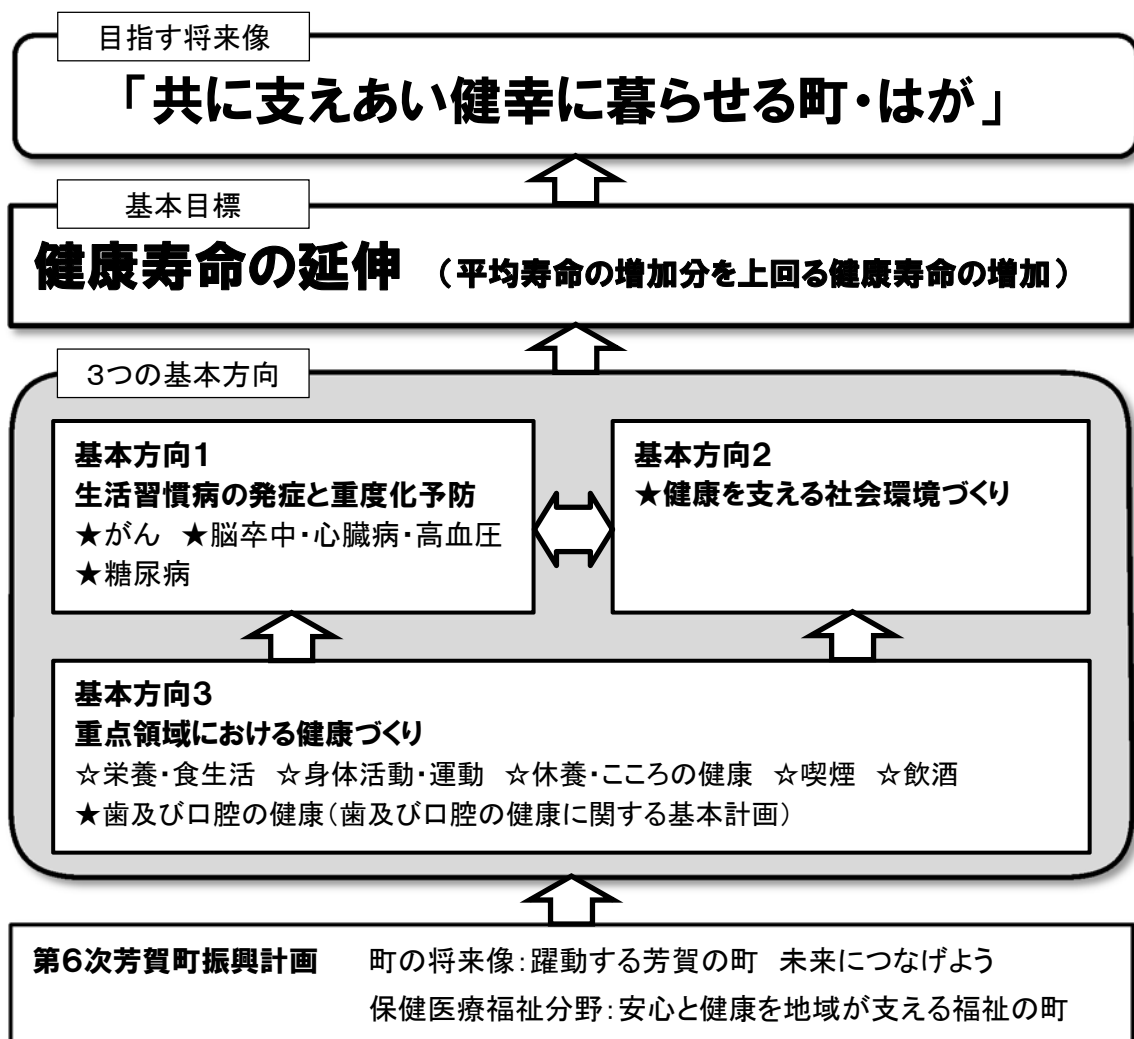 目指す将来像
「共に支えあい健幸に暮らせる町・はが」
基本目標
健康寿命の延伸 （平均寿命の増加分を上回る健康寿命の増加）
3つの基本方向
基本方向1
生活習慣病の発症と重度化予防
★がん ★脳卒中・心臓病・高血圧
★糖尿病
基本方向2
★健康を支える社会環境づくり
基本方向3
重点領域における健康づくり
☆栄養・食生活 ☆身体活動・運動 ☆休養・こころの健康 ☆喫煙 ☆飲酒
★歯及び口腔の健康（歯及び口腔の健康に関する基本計画）
第6次芳賀町振興計画 町の将来像：躍動する芳賀の町 未来につなげよう
保健医療福祉分野：安心と健康を地域が支える福祉の町